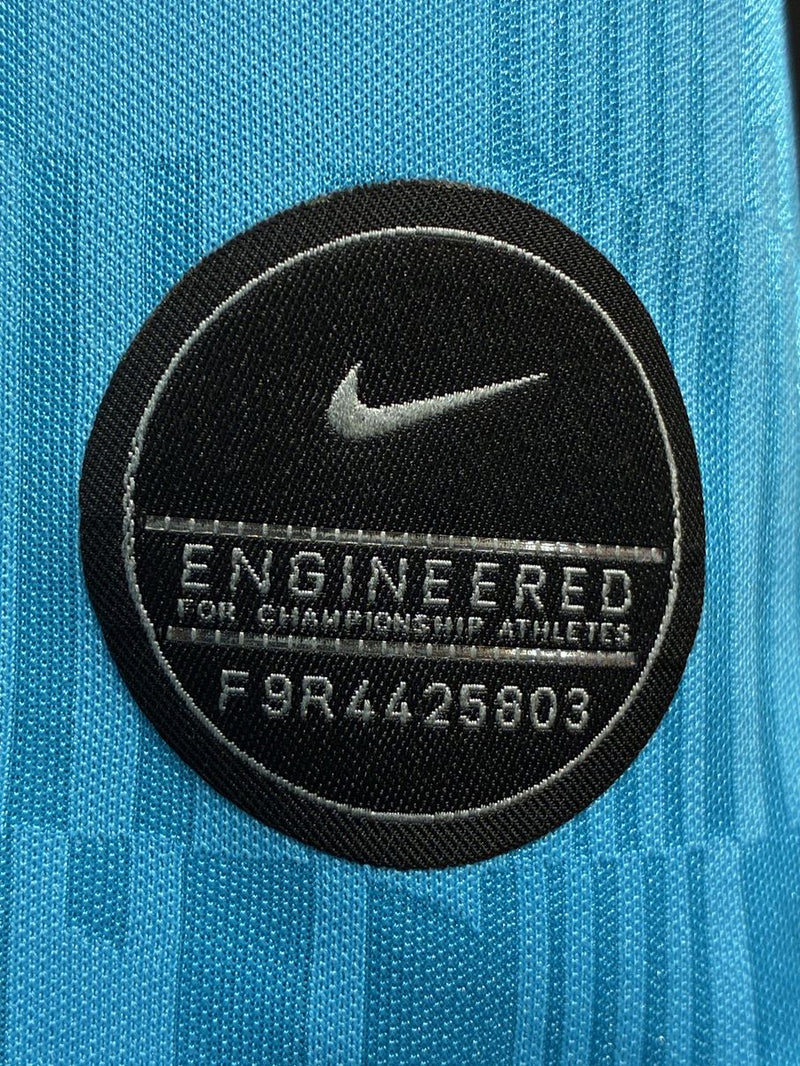 ENGINEERED
FOR CHAMPIONSHIP ATHLETES
F9R4425803